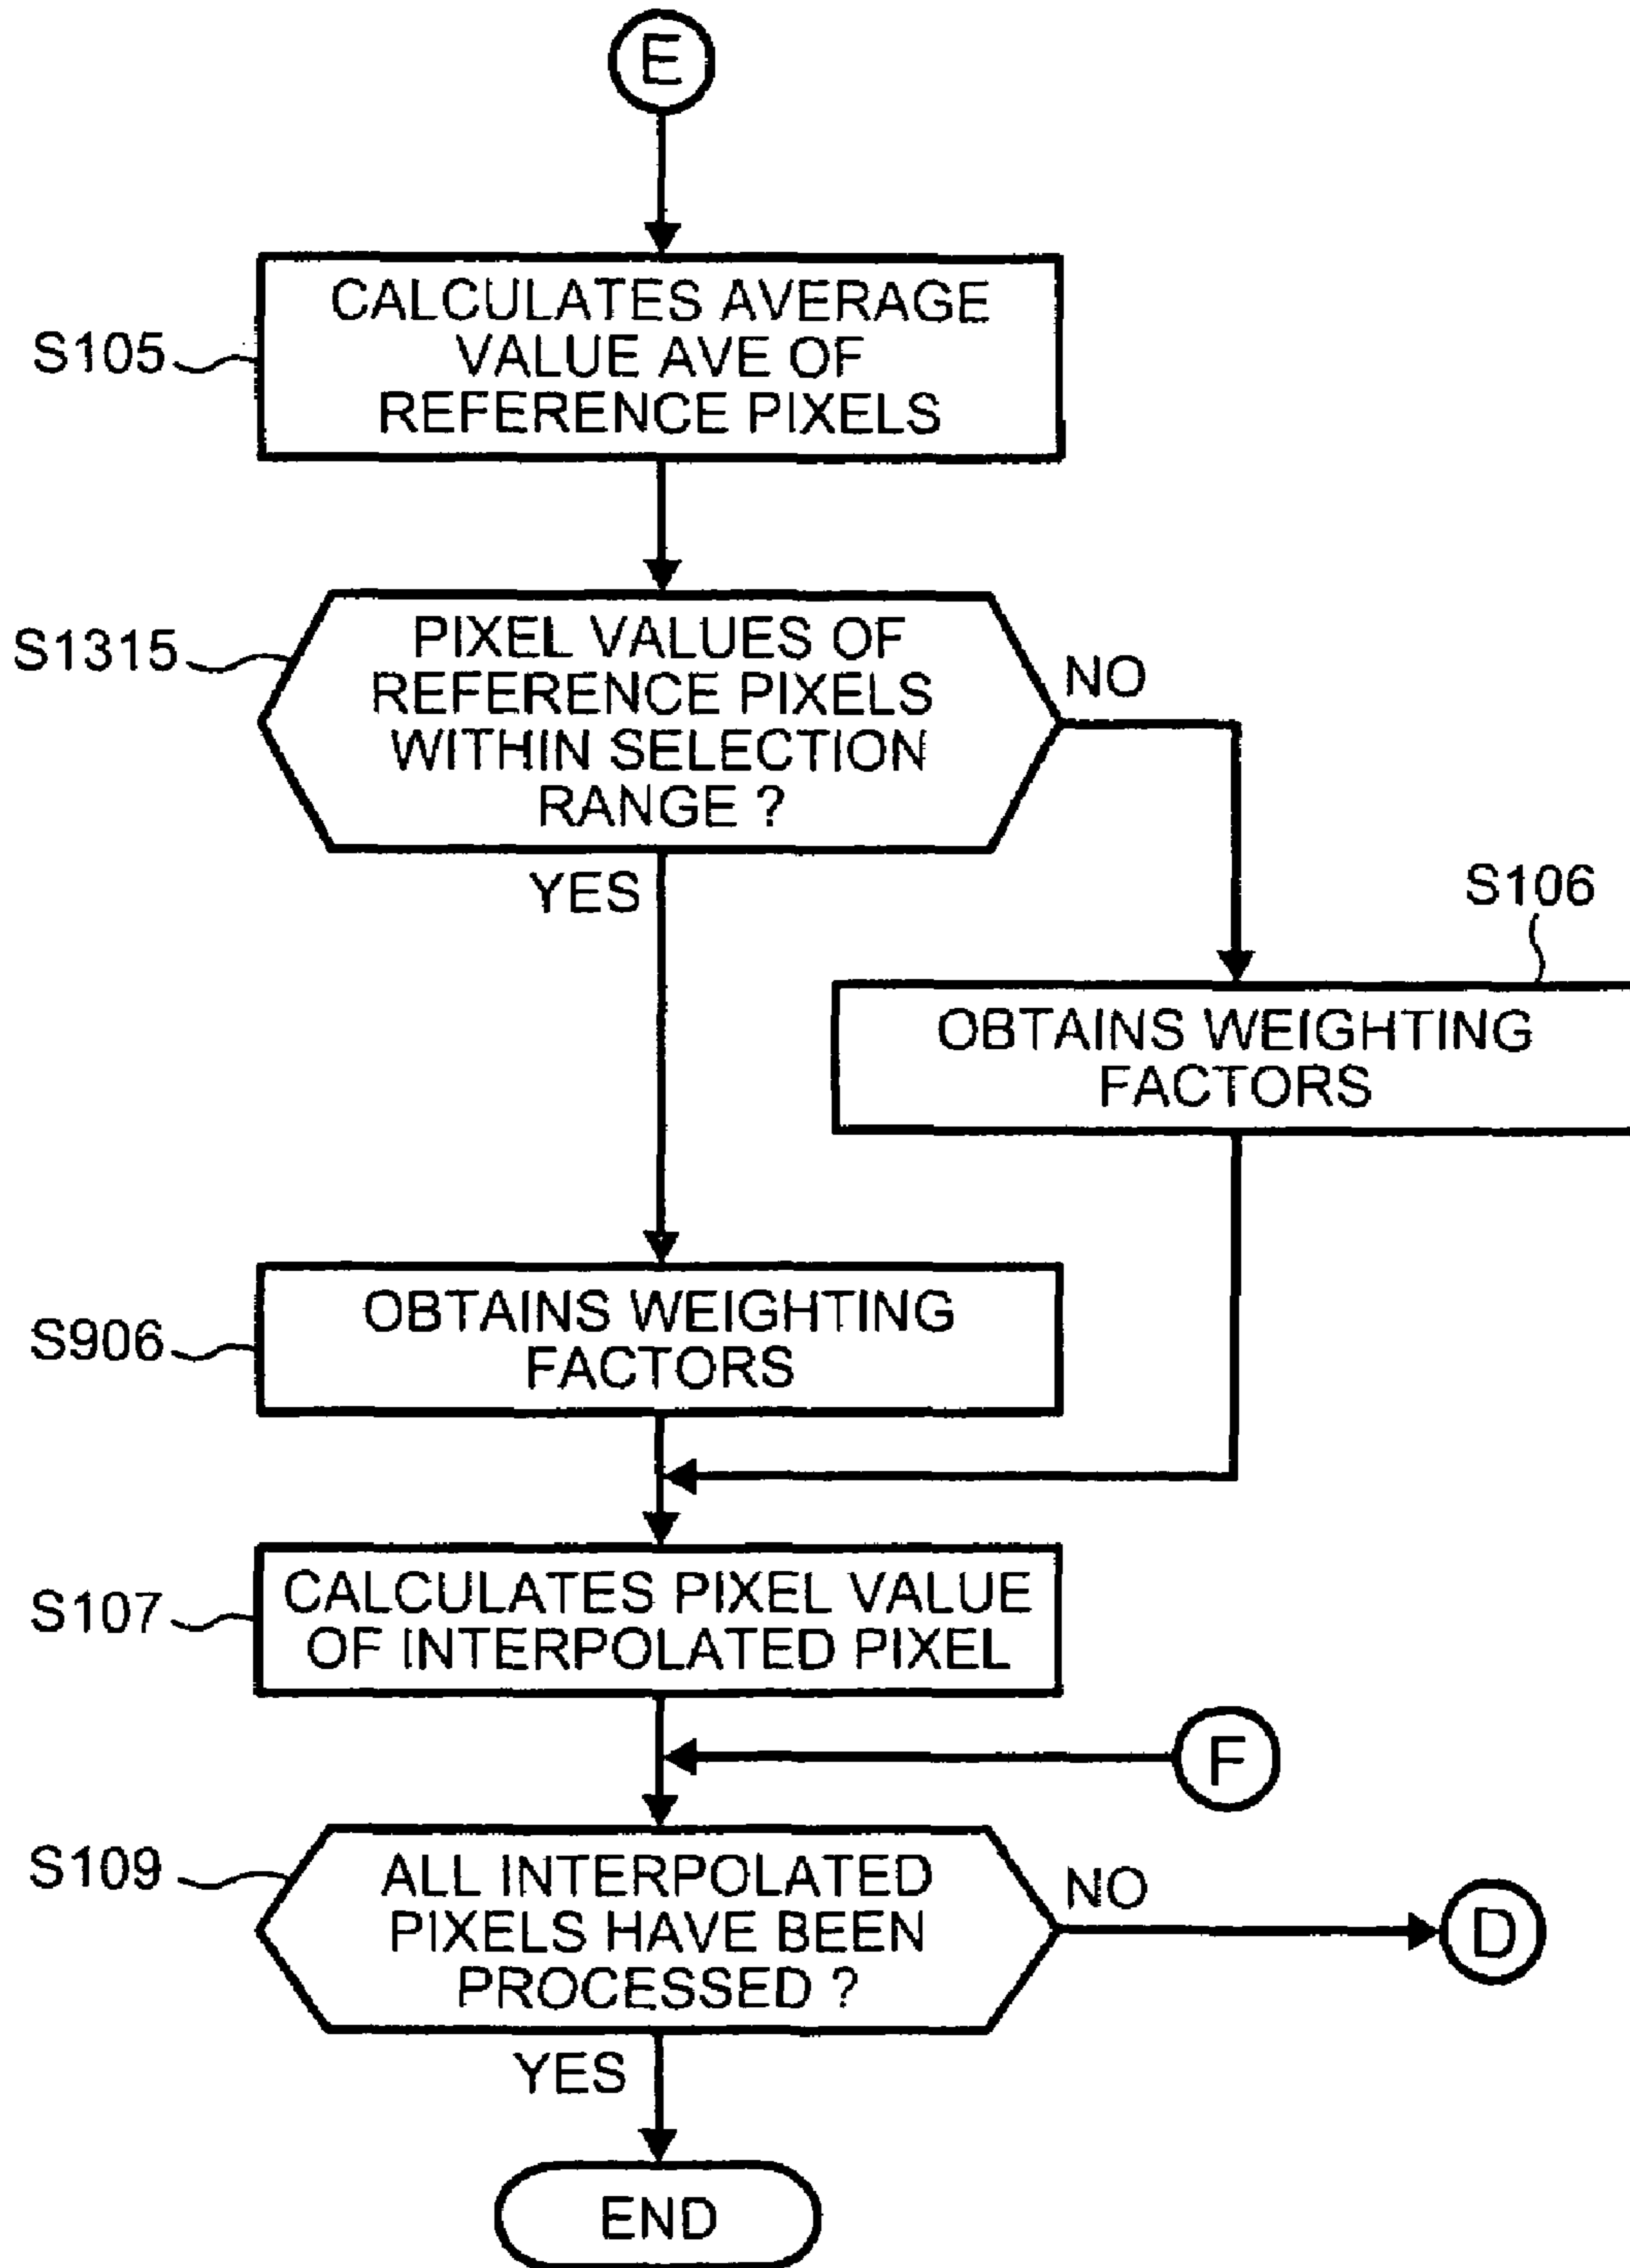 E
S105
CALCULATES AVERAGE
VALUE AVE OF
REFERENCE PIXELS
S1315
PIXEL VALUES OF
REFERENCE PIXELS
WITHIN SELECTION
RANGE ?
NO
YES
S106
OBTAINS WEIGHTING
FACTORS
S906
OBTAINS WEIGHTING
FACTORS
S107
CALCULATES PIXEL VALUE
OF INTERPOLATED PIXEL
F
S109
ALL INTERPOLATED
PIXELS HAVE BEEN
PROCESSED ?
NO
D
YES
END